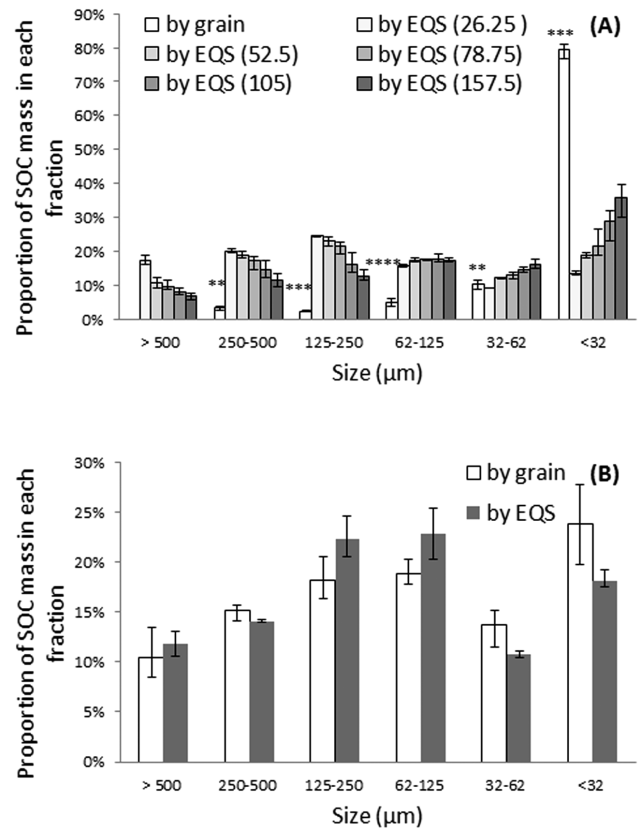 90%
80%
70%
60%
50%
40%
30%
20%
10%
0%
Proportion of SOC mass in each
fraction
by grain
by EQS (26.25 )
by EQS (52.5)
by EQS (78.75)
by EQS (105)
by EQS (157.5)
(A)
**
***
****
**
***
> 500
250-500
125-250
62-125
32-62
<32
Size (µm)
30%
25%
20%
15%
10%
5%
0%
Proportion of SOC mass in each
fraction
by grain
by EQS
(B)
> 500
250-500
125-250
62-125
32-62
<32
Size (µm)